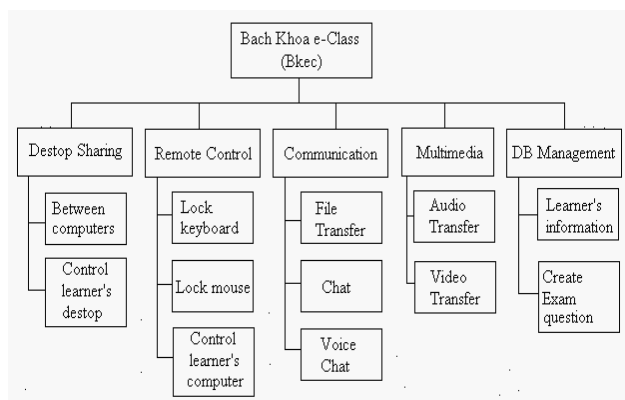 Bach Khoa e-Class
(Bkec)
Destop Sharing
Remote Control
Communication
Multimedia
DB Management
Between
computers
Control
learner's
destop
Lock
keyboard
Lock mouse
Control
learner's
computer
File
Transfer
Chat
Voice
Chat
Audio
Transfer
Video
Transfer
Learner's
information
Create
Exam
question